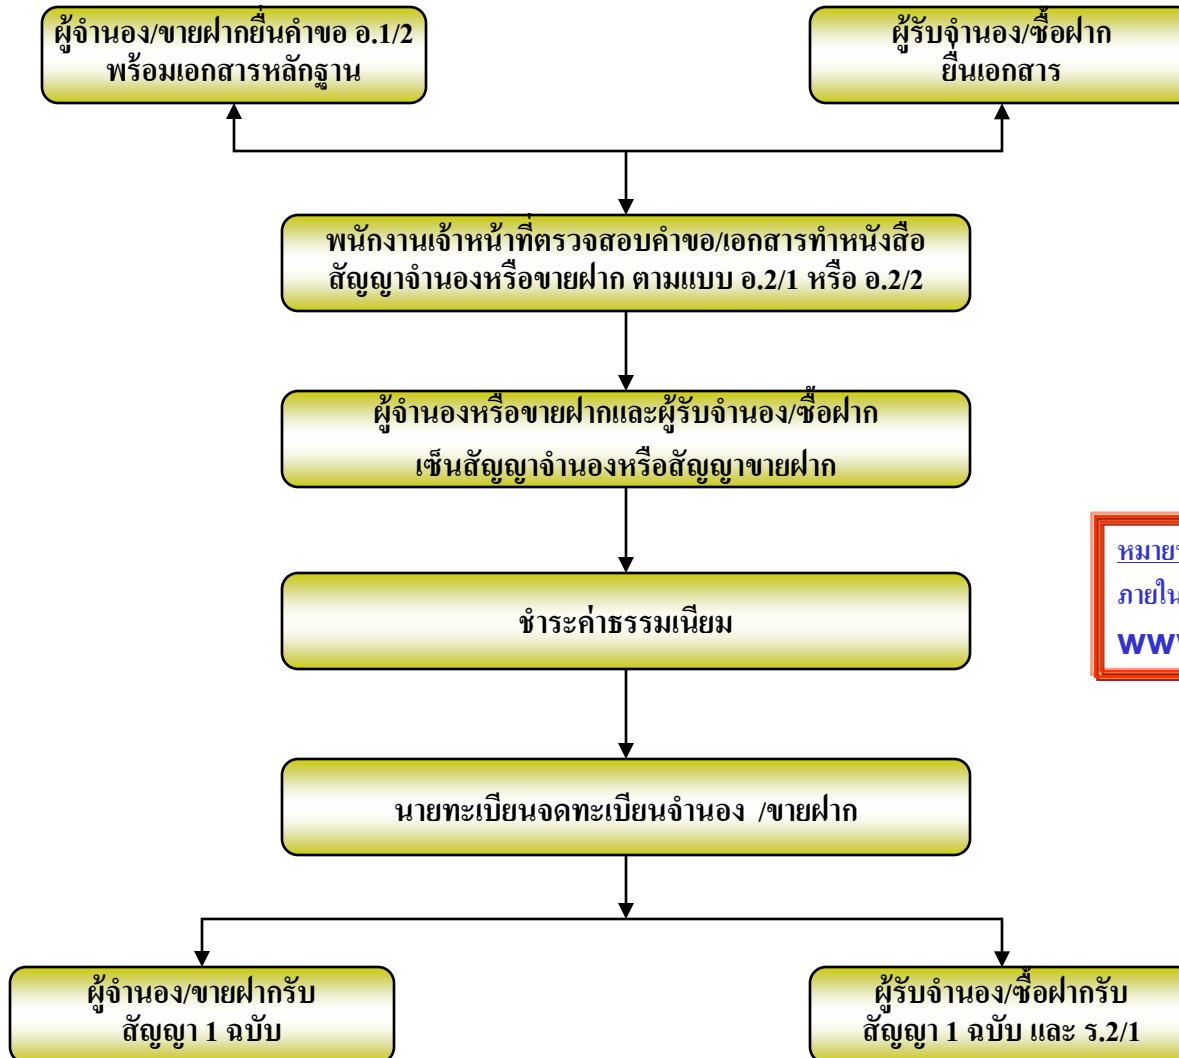 ผู้จำนอง/ขายฝากยื่นคำขอ อ.1/2
พร้อมเอกสารหลักฐาน
ผู้รับจำนอง/ซื้อฝาก
ยื่นเอกสาร
พนักงานเจ้าหน้าที่ตรวจสอบคำขอ/เอกสารทำหนังสือ
สัญญาจำนองหรือขายฝาก ตามแบบ อ.2/1 หรือ อ.2/2
ผู้จำนองหรือขายฝากและผู้รับจำนอง/ซื้อฝาก
เซ็นสัญญาจำนองหรือสัญญาขายฝาก
ชำระค่าธรรมเนียม
หมาย
ภายใน
www
นายทะเบียนจดทะเบียนจำนอง /ขายฝาก
ผู้จำนอง/ขายฝากรับ
สัญญา 1 ฉบับ
ผู้รับจำนอง/ซื้อฝากรับ
สัญญา 1 ฉบับ และ ร.2/1